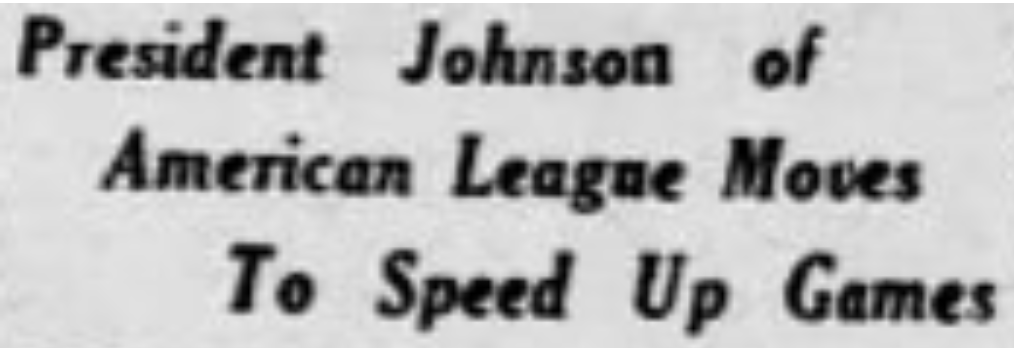 President Johnson of
American League Moves
To Speed Up Games